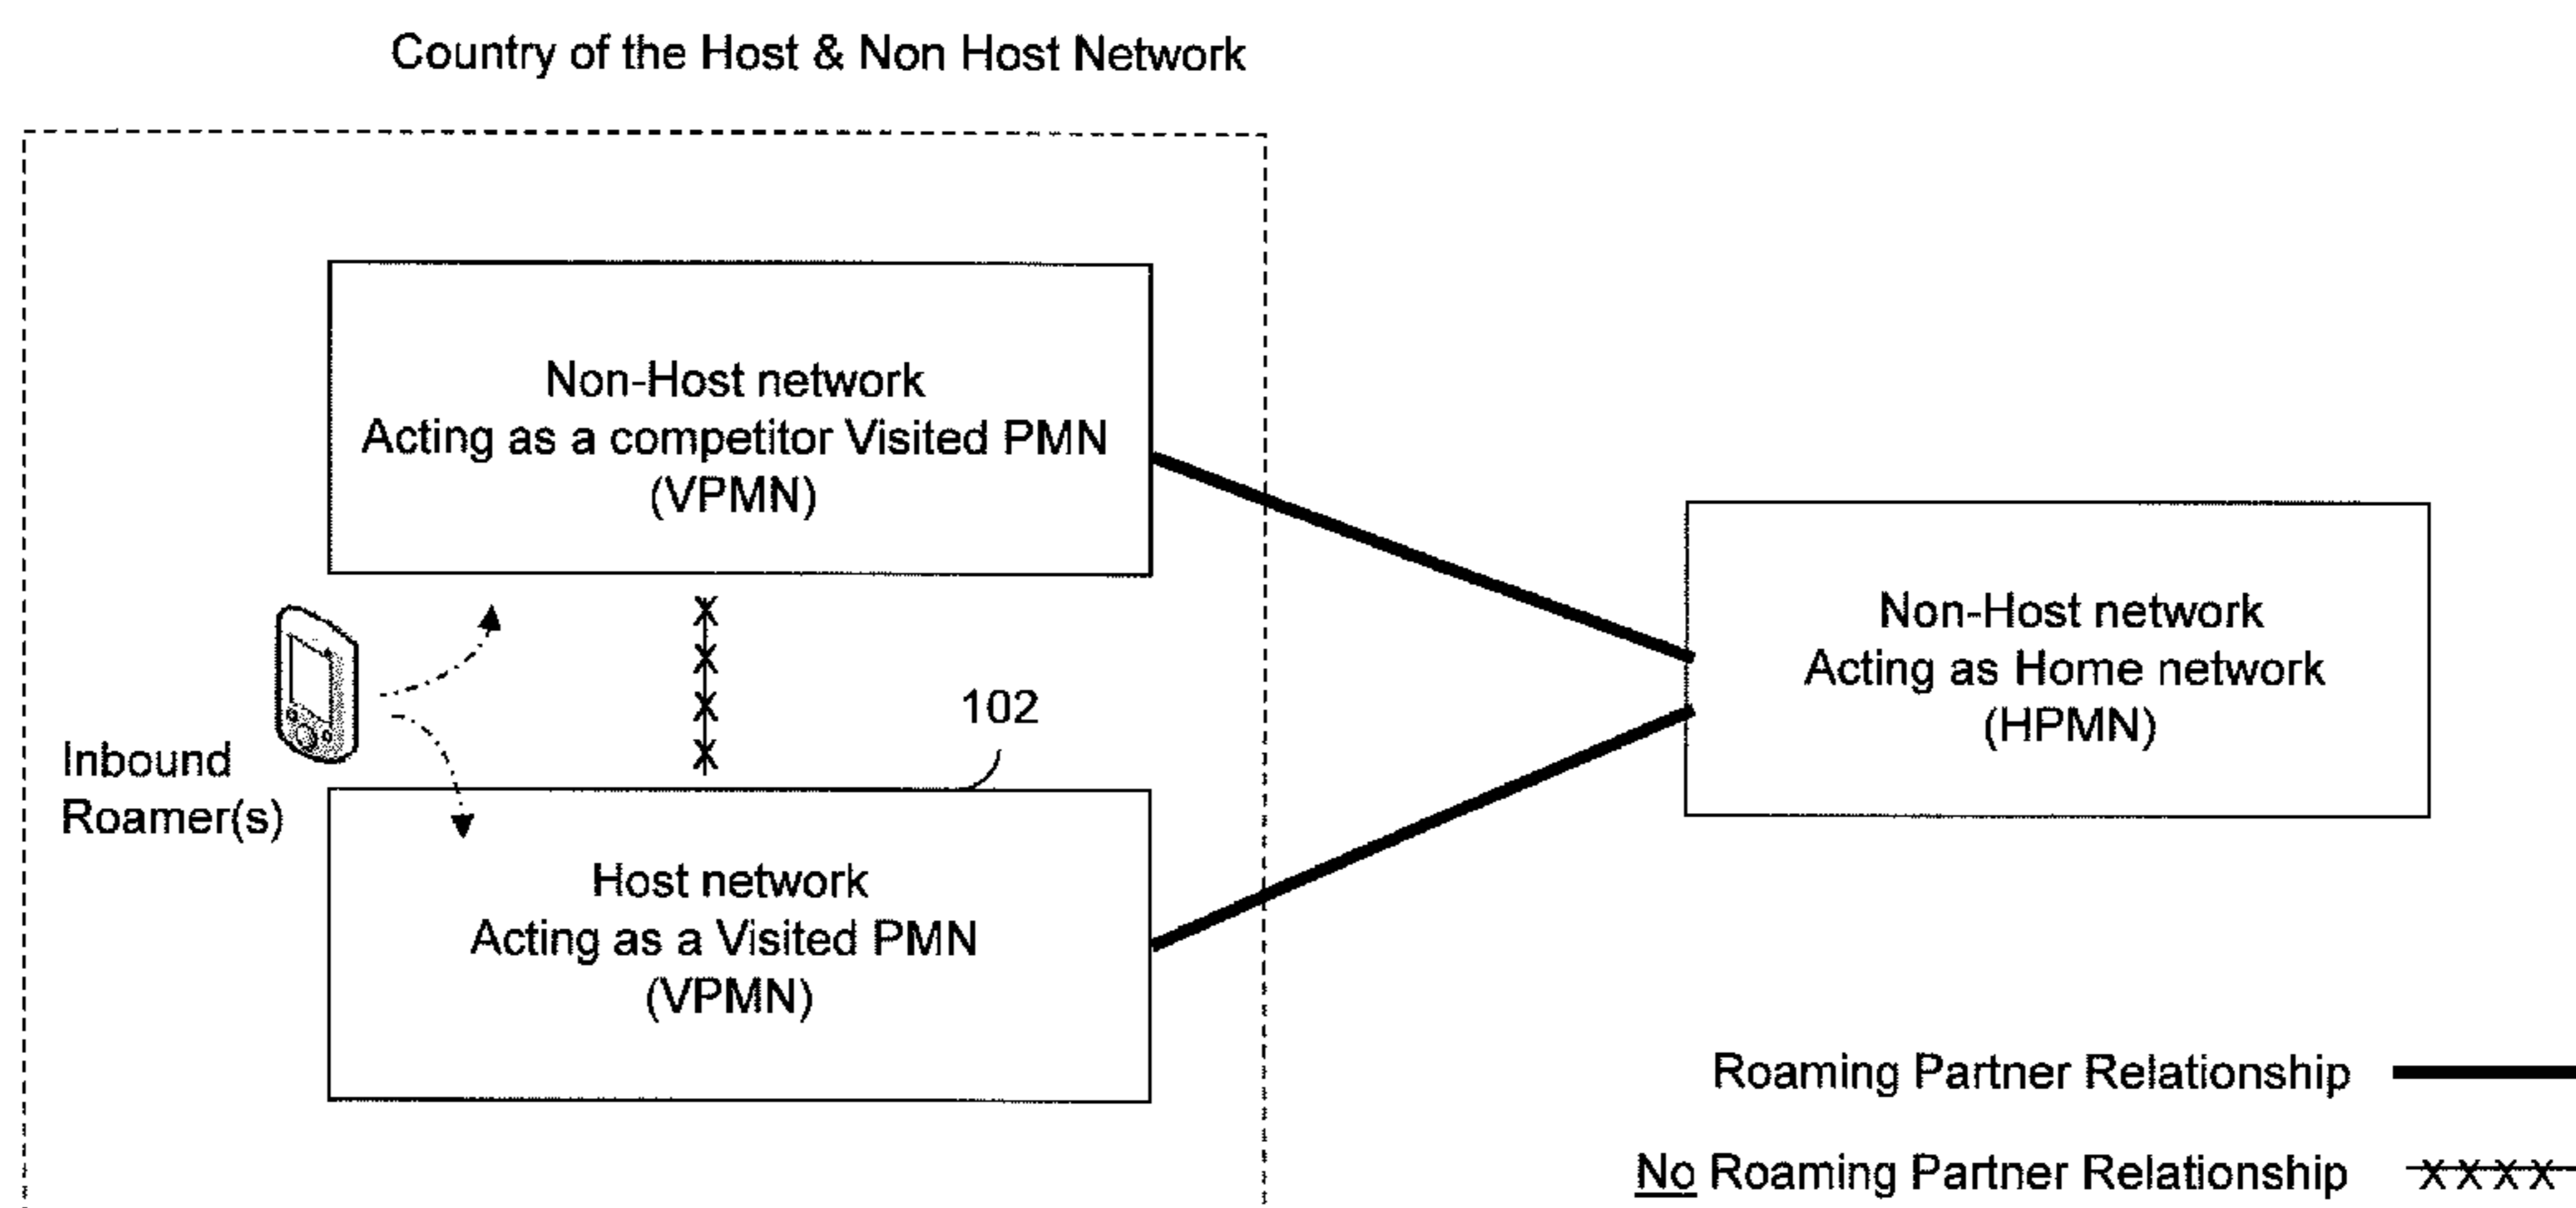 Country of the Host & Non Host Network
Non-Host network
Acting as a competitor Visited PMN
(VPMN)
Non-Host network
Acting as Home network
(HPMN)
102
Inbound
Roamer(s)
Host network
Acting as a Visited PMN
(VPMN)
Roaming Partner Relationship
No Roaming Partner Relationship